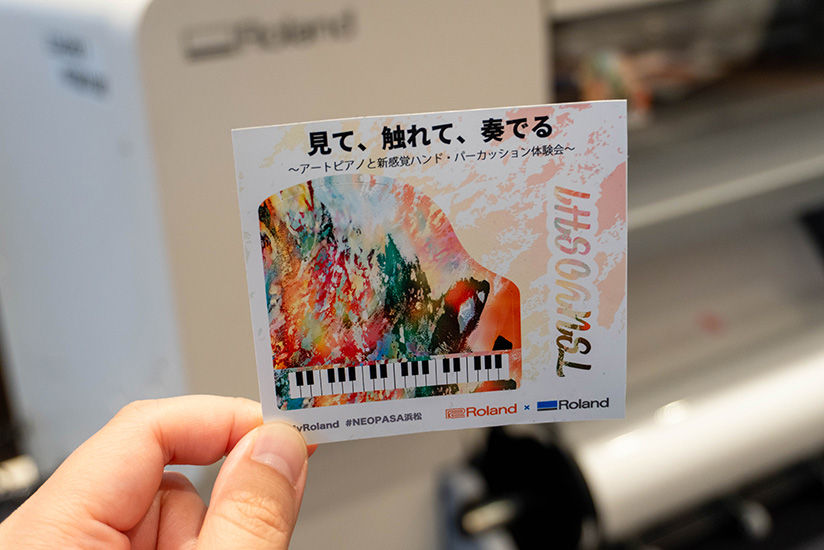 Roland
見て、触れて、奏でる
～アートピアノと新感覚ハンド・パーカッション体験会～
yRoland #NEOPASA浜松
Roland × Roland